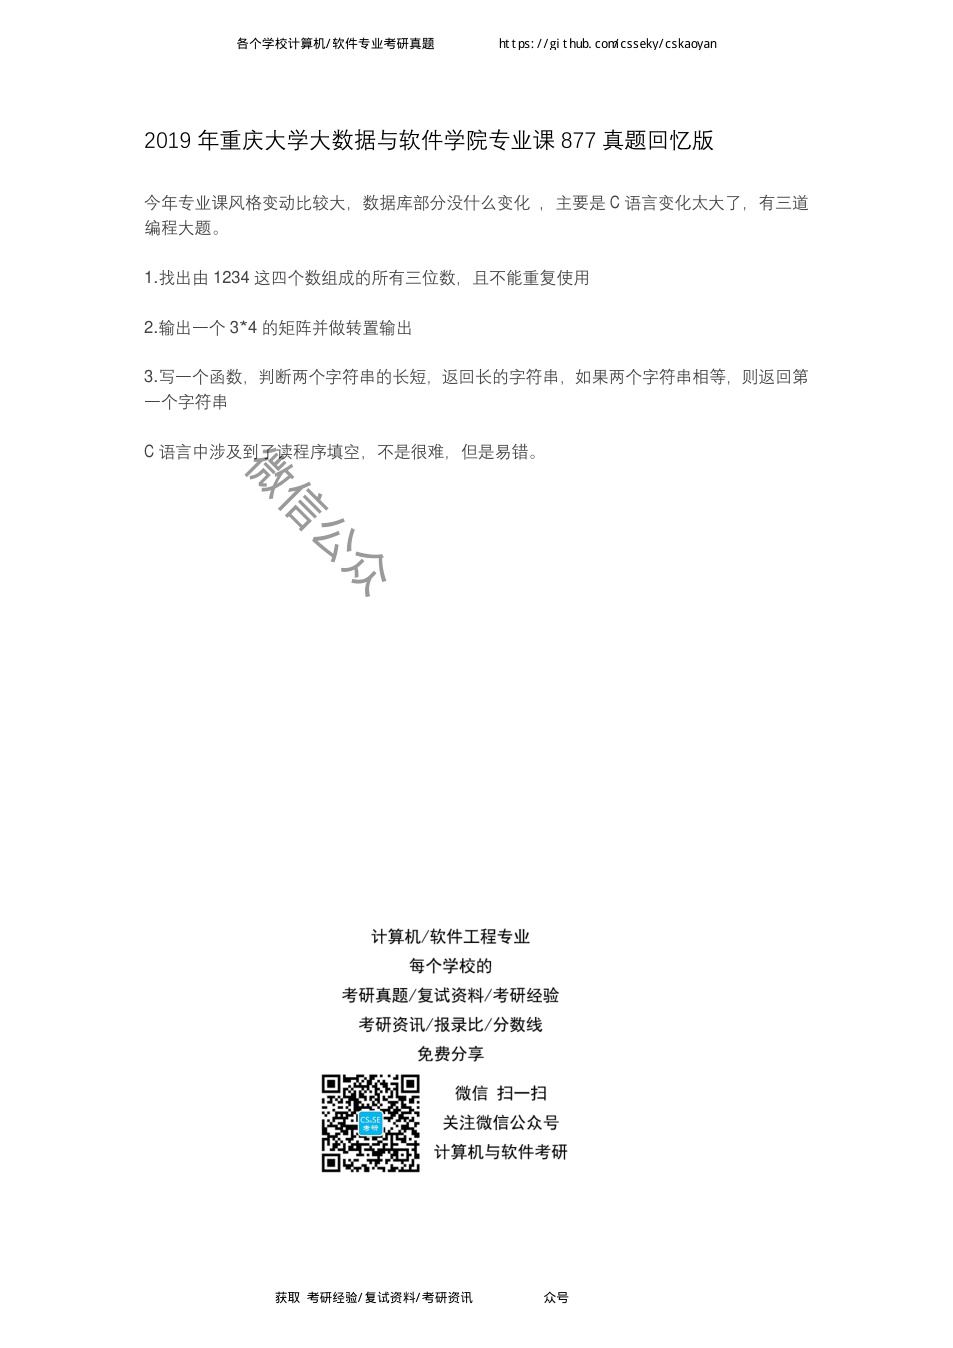 各个学校计算机/软件专业考研真题 https://github.com/csseky/cskaoyan
2019 年重庆大学大数据与软件学院专业课 877 真题回忆版
今年专业课风格变动比较大，数据库部分没什么变化 ，主要是 C 语言变化太大了，有三道
编程大题。
1.找出由 1234 这四个数组成的所有三位数，且不能重复使用
2.输出一个 3*4 的矩阵并做转置输出
3.写一个函数，判断两个字符串的长短，返回长的字符串，如果两个字符串相等，则返回第
一个字符串
C 语言中涉及到了读程序填空，不是很难，但是易错。
微信公众
计算机/软件工程专业
每个学校的
考研真题/复试资料/考研经验
考研资讯/报录比/分数线
免费分享
CS.SE
考研
微信 扫一扫
关注微信公众号
计算机与软件考研
获取 考研经验/复试资料/考研资讯 众号